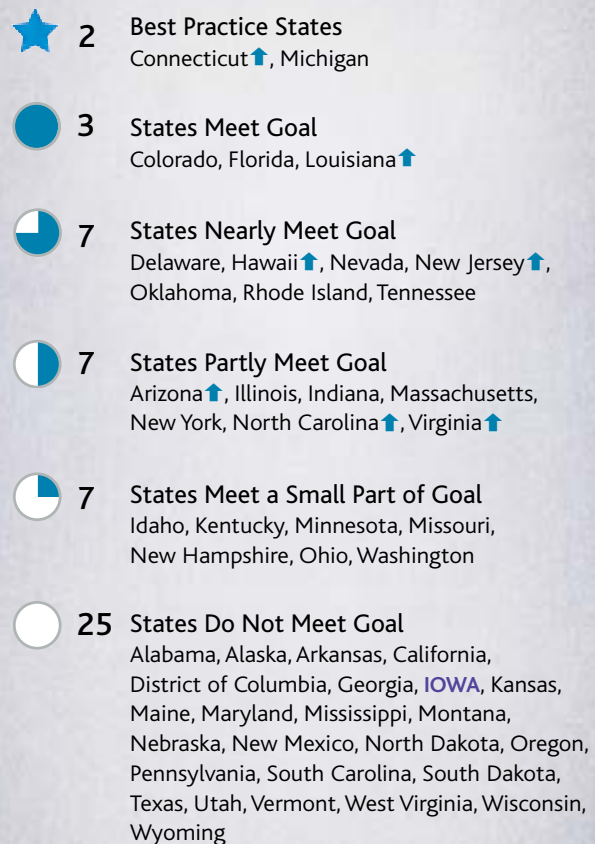 2 Best Practice States
Connecticut⬆, Michigan
3 States Meet Goal
Colorado, Florida, Louisiana⬆
7 States Nearly Meet Goal
Delaware, Hawaii⬆, Nevada, New Jersey⬆,
Oklahoma, Rhode Island, Tennessee
7 States Partly Meet Goal
Arizona⬆, Illinois, Indiana, Massachusetts,
New York, North Carolina⬆, Virginia⬆
7 States Meet a Small Part of Goal
Idaho, Kentucky, Minnesota, Missouri,
New Hampshire, Ohio, Washington
25 States Do Not Meet Goal
Alabama, Alaska, Arkansas, California,
District of Columbia, Georgia, IOWA, Kansas,
Maine, Maryland, Mississippi, Montana,
Nebraska, New Mexico, North Dakota, Oregon,
Pennsylvania, South Carolina, South Dakota,
Texas, Utah, Vermont, West Virginia, Wisconsin,
Wyoming